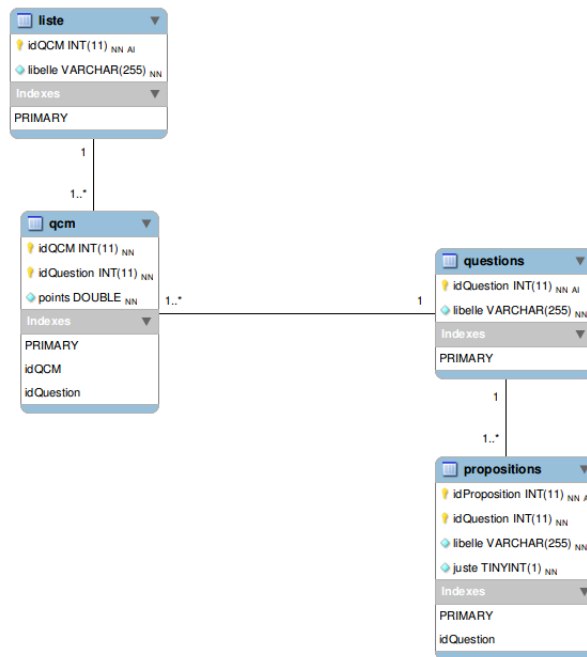 liste
idQCM INT(11) NN AI
libelle VARCHAR(255) NN
Indexes
PRIMARY
1
1..*
qcm
idQCM INT(11) NN
idQuestion INT(11) NN
points DOUBLE NN
Indexes
PRIMARY
idQCM
idQuestion
1..*
1
questions
idQuestion INT(11) NN AI
libelle VARCHAR(255) NN
Indexes
PRIMARY
1
1..*
propositions
idProposition INT(11) NN A
idQuestion INT(11) NN
libelle VARCHAR(255) NN
juste TINYINT(1) NN
Indexes
PRIMARY
idQuestion